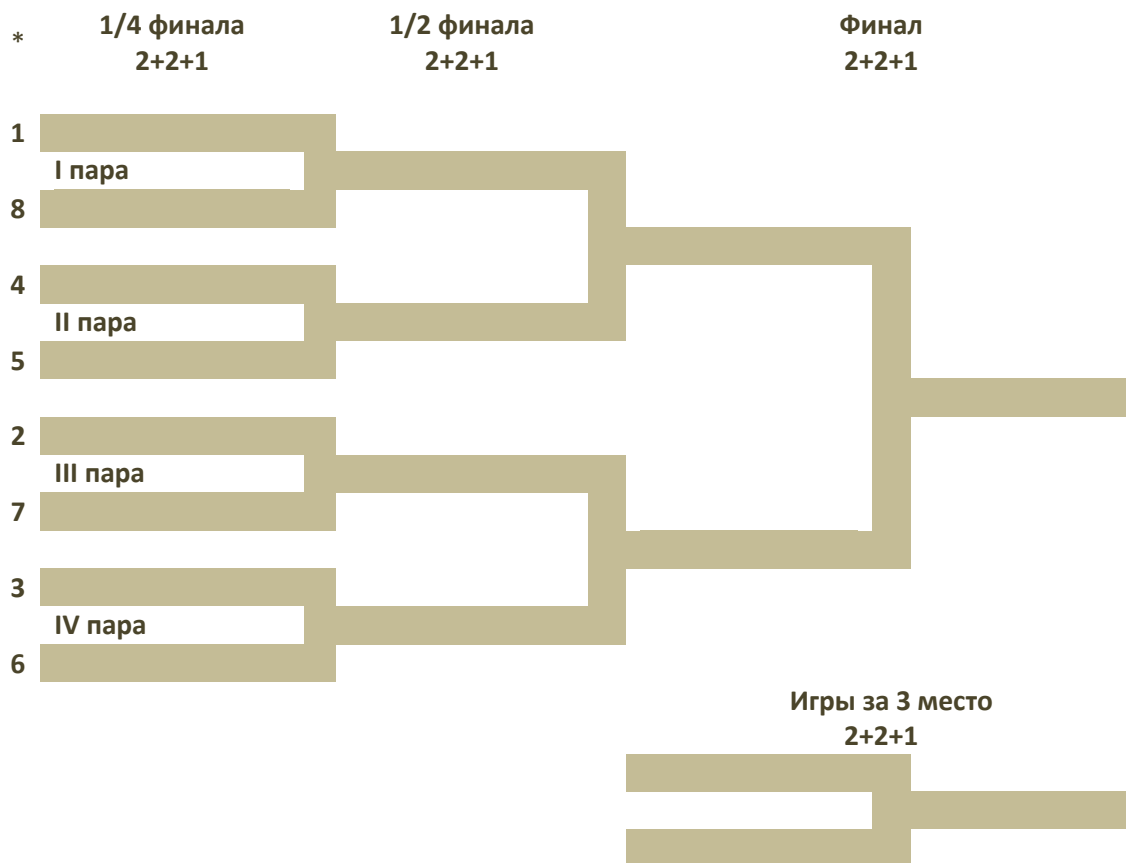 *
1/4 финала
2+2+1
1/2 финала
2+2+1
Финал
2+2+1
1
I пара
8
4
II пара
5
2
III пара
7
3
IV пара
6
Игры за 3 место
2+2+1